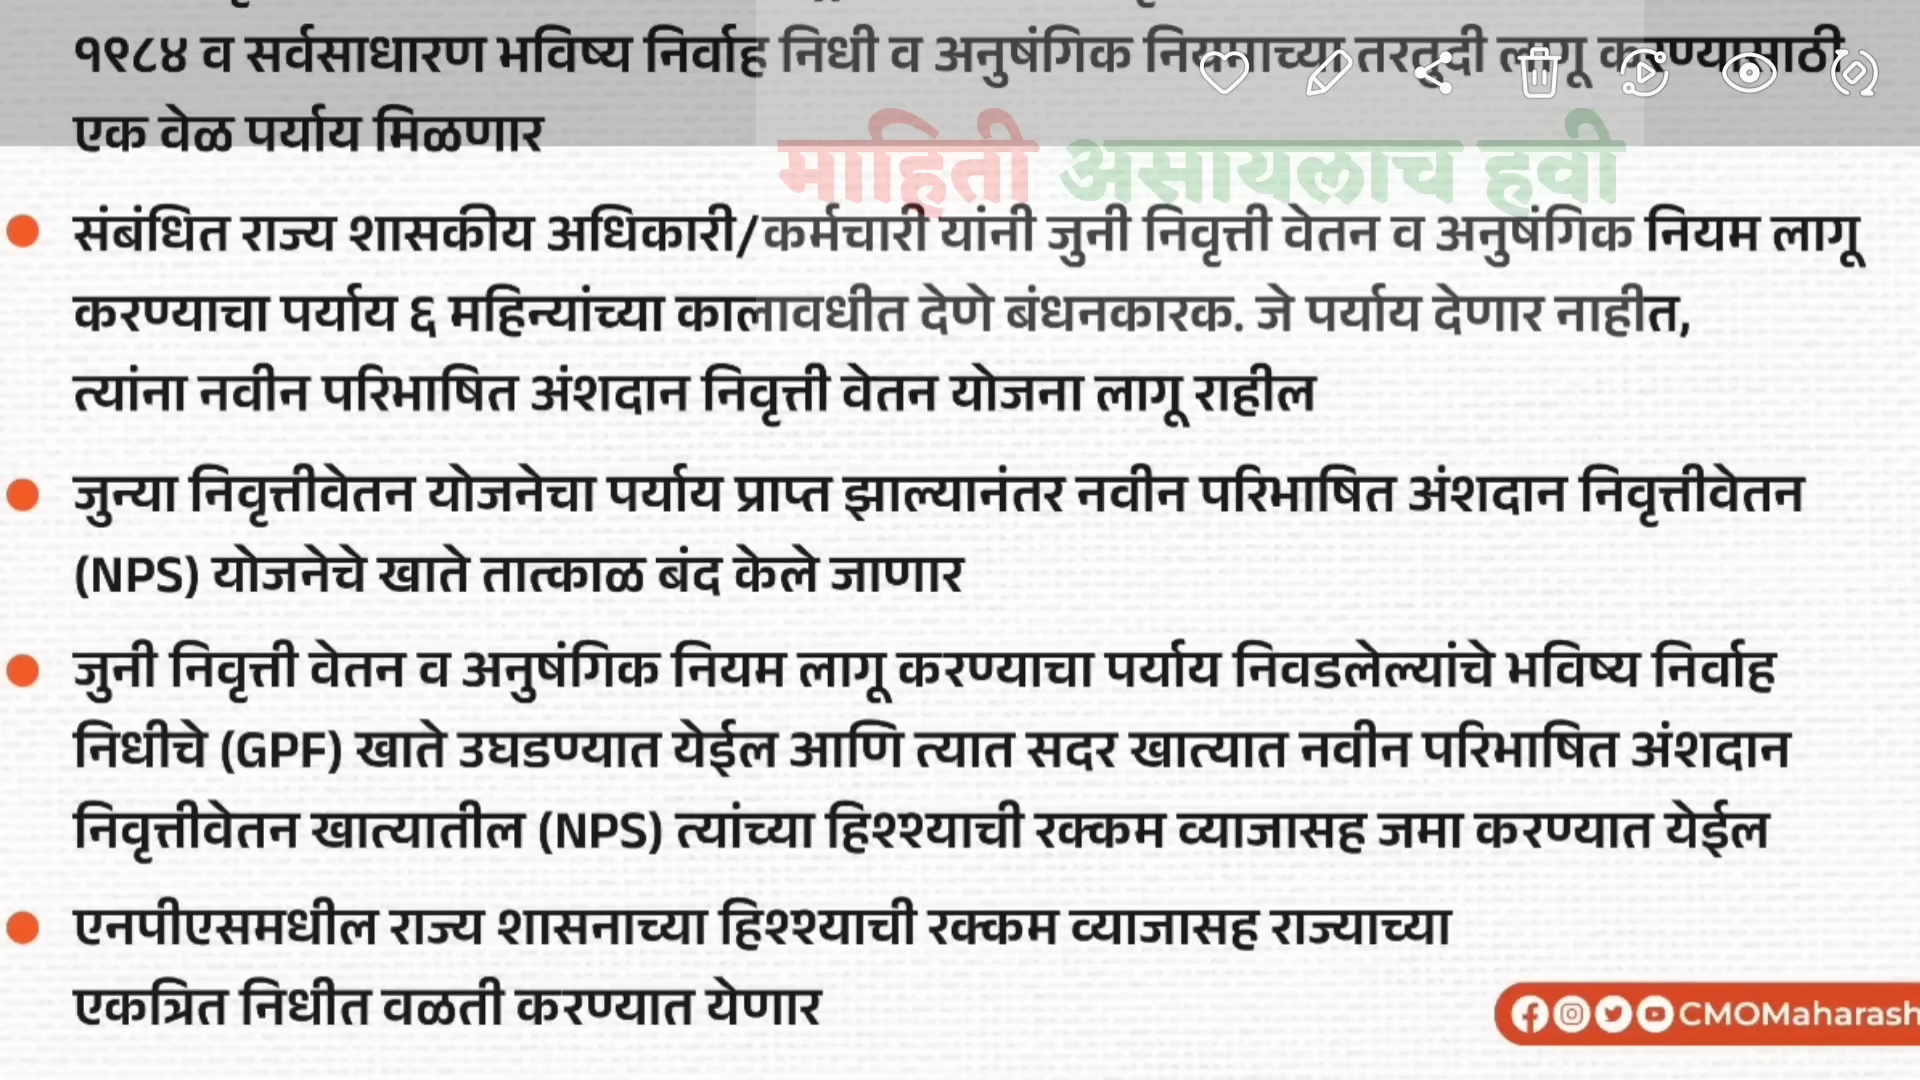 १९८४ व सर्वसाधारण भविष्य निर्वाह निधी व अनुषंगिक नियमाच्या तरतूदी लागू करण्यासाठी
एक वेळ पर्याय मिळणार
माहिती असायलाच हवी
संबंधित राज्य शासकीय अधिकारी/कर्मचारी यांनी जुनी निवृत्ती वेतन व अनुषंगिक नियम लागू
करण्याचा पर्याय ६ महिन्यांच्या कालावधीत देणे बंधनकारक. जे पर्याय देणार नाहीत,
त्यांना नवीन परिभाषित अंशदान निवृत्ती वेतन योजना लागू राहील
जुन्या निवृत्तीवेतन योजनेचा पर्याय प्राप्त झाल्यानंतर नवीन परिभाषित अंशदान निवृत्तीवेतन
(NPS) योजनेचे खाते तात्काळ बंद केले जाणार
जुनी निवृत्ती वेतन व अनुषंगिक नियम लागू करण्याचा पर्याय निवडलेल्यांचे भविष्य निर्वाह
निधीचे (GPF) खाते उघडण्यात येईल आणि त्यात सदर खात्यात नवीन परिभाषित अंशदान
निवृत्तीवेतन खात्यातील (NPS) त्यांच्या हिश्श्याची रक्कम व्याजासह जमा करण्यात येईल
एनपीएसमधील राज्य शासनाच्या हिश्श्याची रक्कम व्याजासह राज्याच्या
एकत्रित निधीत वळती करण्यात येणार
CMOMaharash